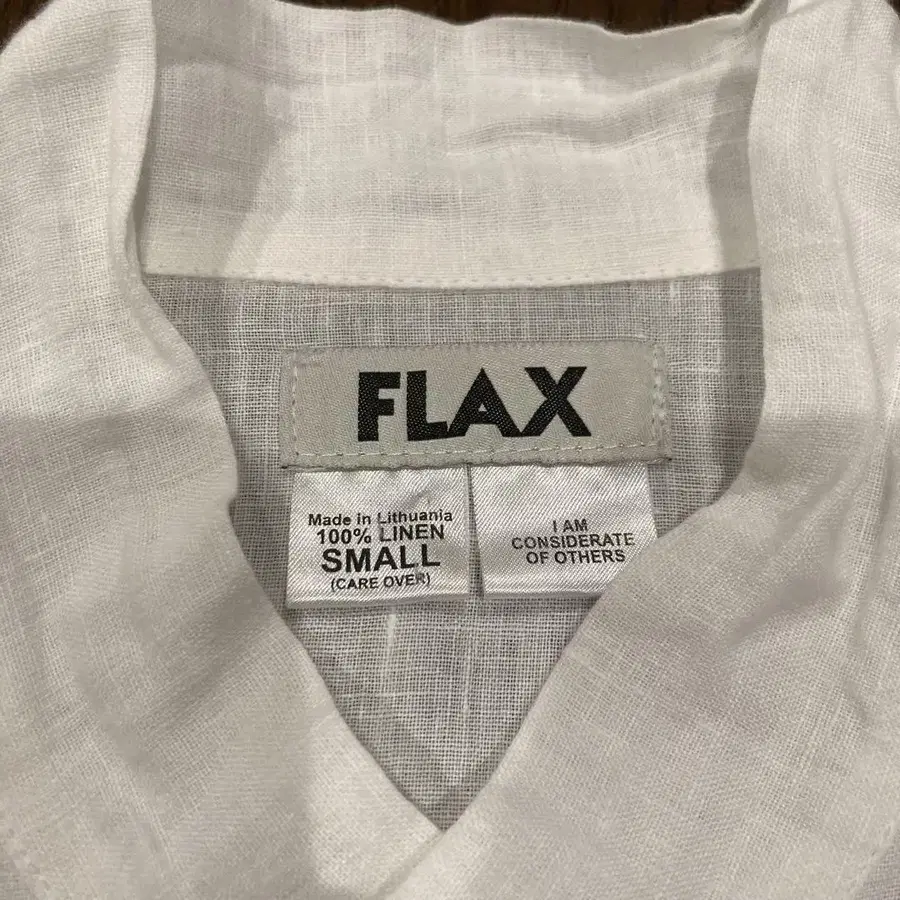 FLAX
Made in Lithuania
100% LINEN
SMALL
(CARE OVER)
I AM
CONSIDERATE
OF OTHERS